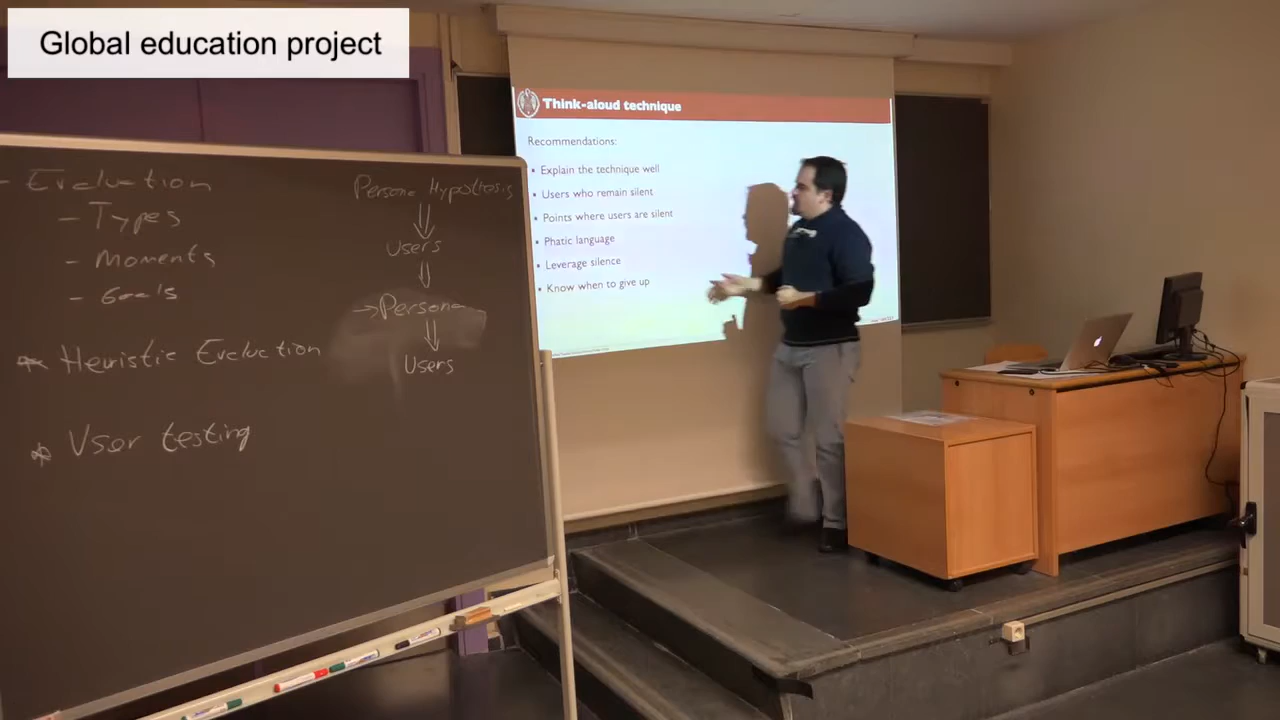 Global education project
- Evaluation
- Types
- Moments
- Goals
Heuristic Evaluation
* User testing
Persona Hypothesis
Users
Persona
Users
Think-aloud technique
Recommendations:
• Explain the technique well
• Users who remain silent
• Points where users are silent
• Phatic language
• Leverage silence
• Know when to give up